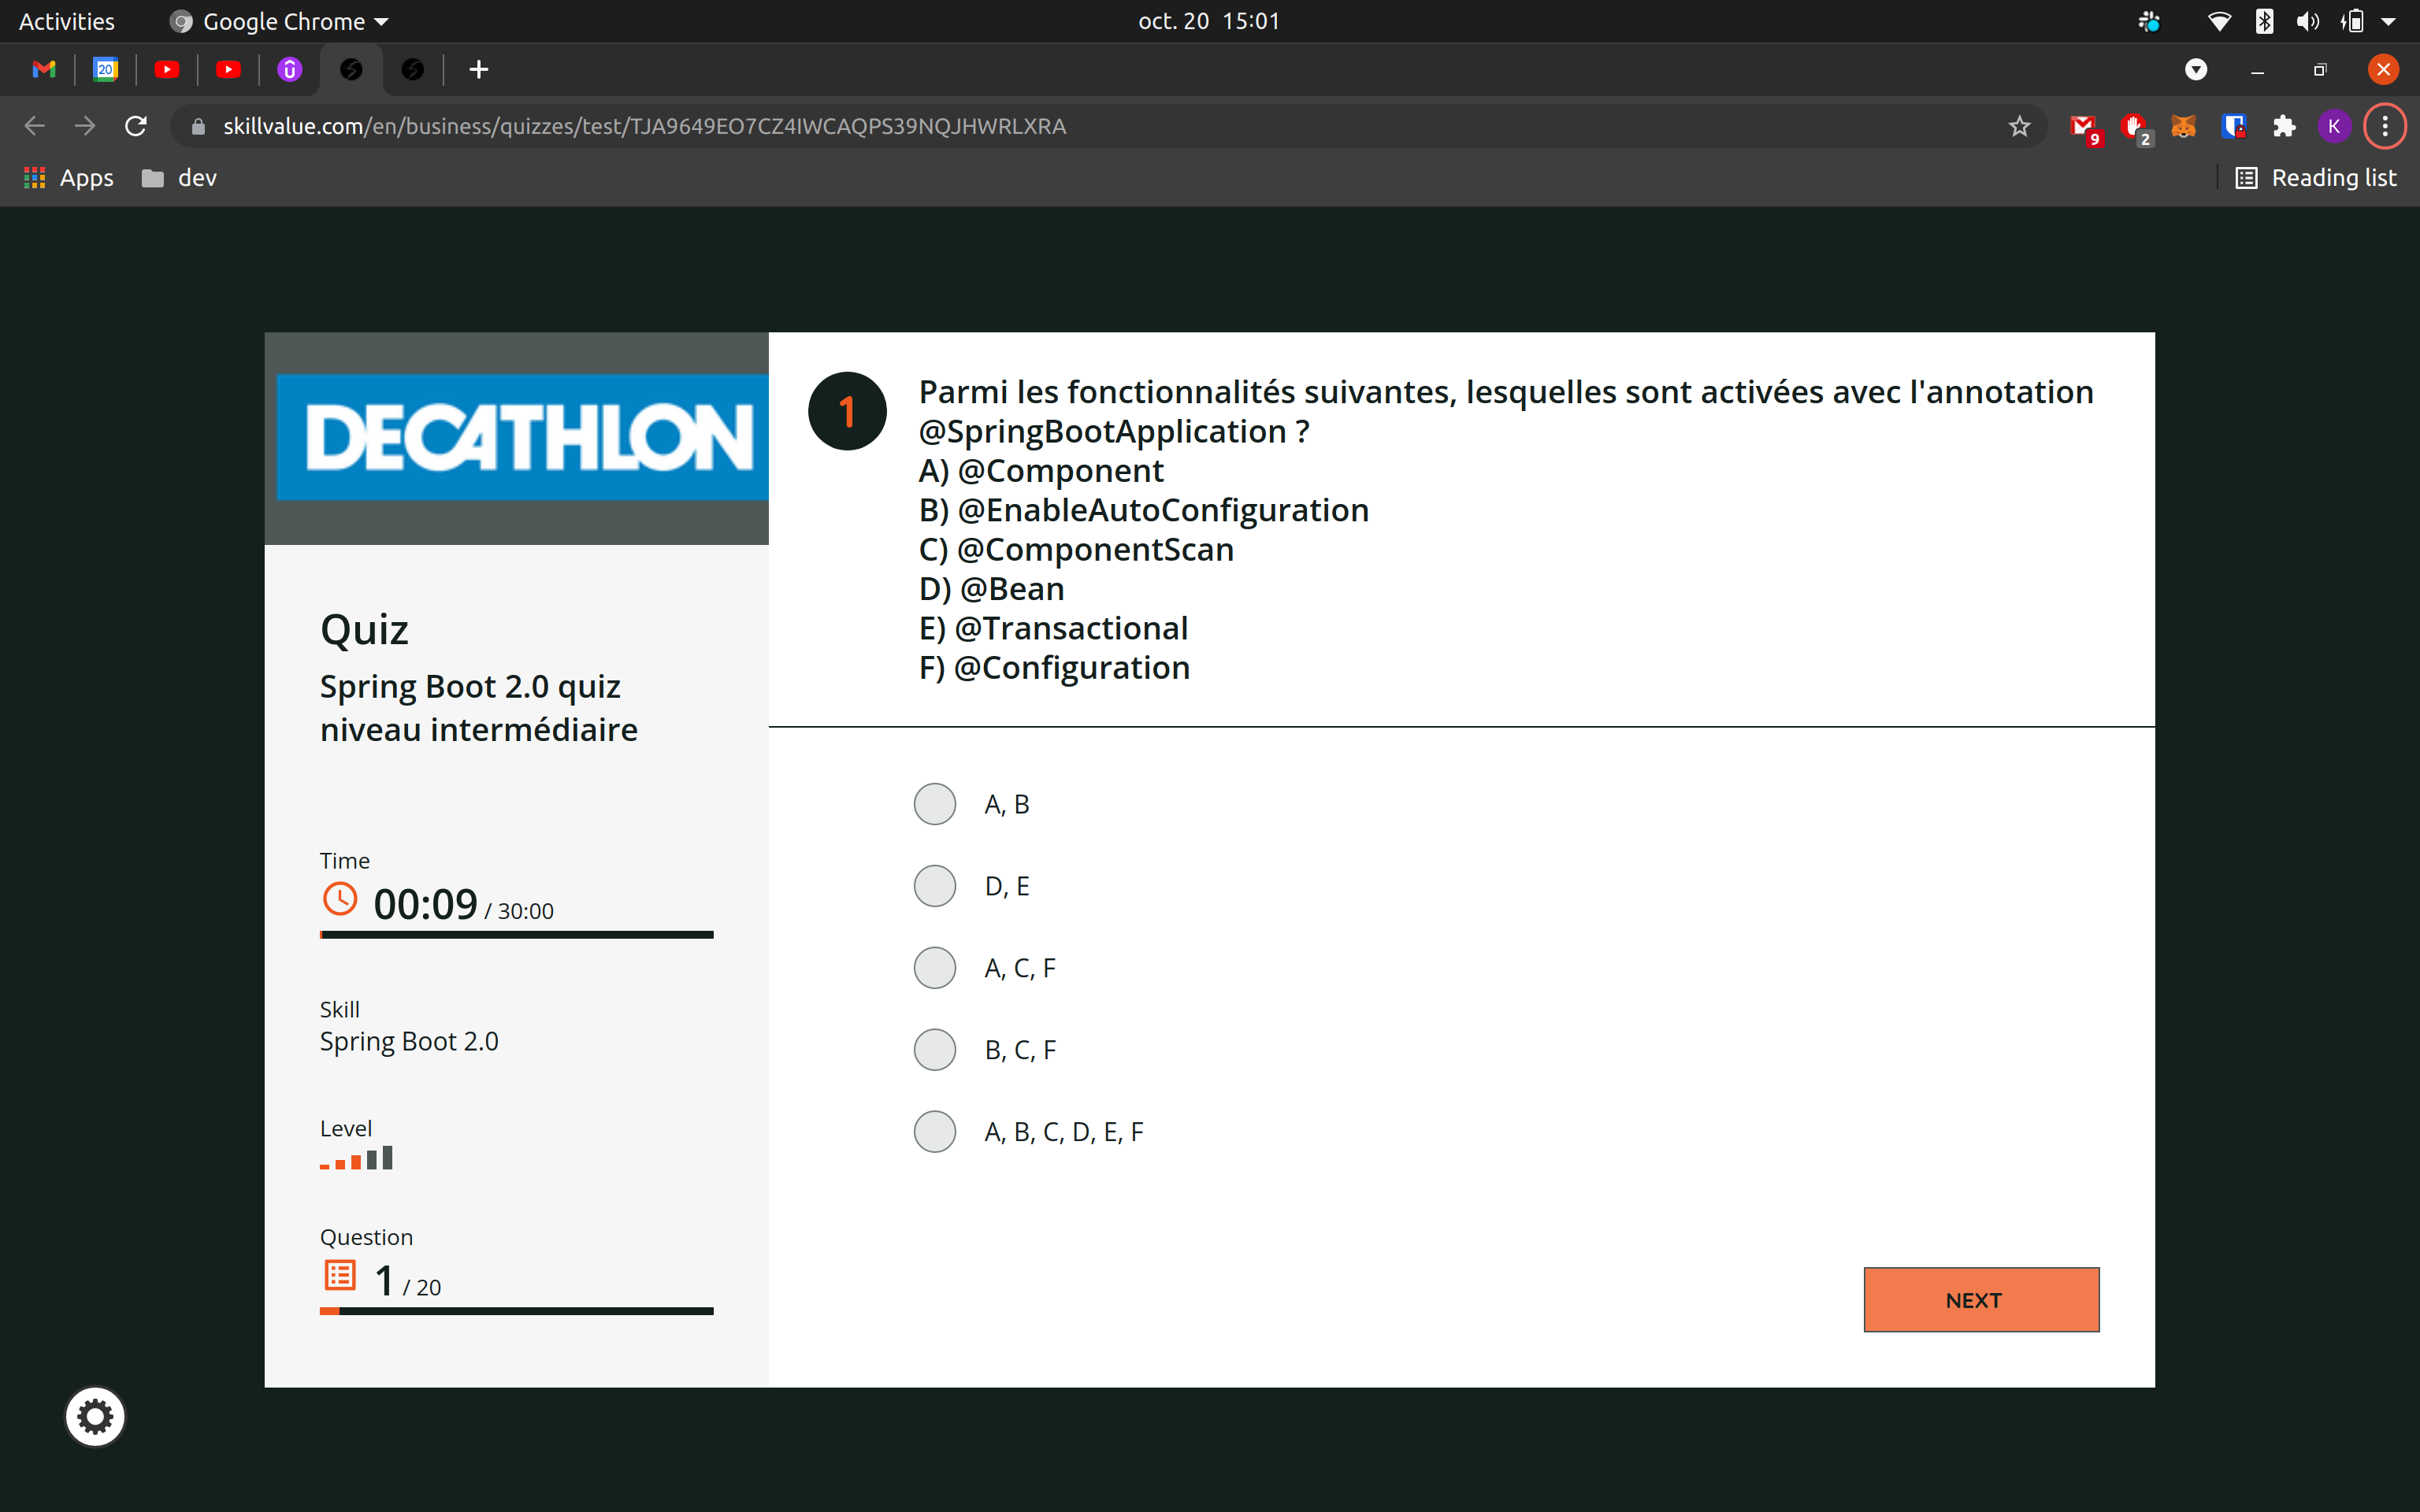 Activities
Google Chrome
oct. 20 15:01
20
skillvalue.com/en/business/quizzes/test/TJA9649EO7CZ4IWCAQPS39NQJHWRLXRA
9
2
K
Apps
dev
Reading list
DECATHLON
Quiz
Spring Boot 2.0 quiz
niveau intermédiaire
Time
00:09 / 30:00
Skill
Spring Boot 2.0
Level
Question
1 / 20
1
Parmi les fonctionnalités suivantes, lesquelles sont activées avec l'annotation
@SpringBootApplication ?
A) @Component
B) @EnableAutoConfiguration
C) @ComponentScan
D) @Bean
E) @Transactional
F) @Configuration
A, B
D, E
A, C, F
B, C, F
A, B, C, D, E, F
NEXT